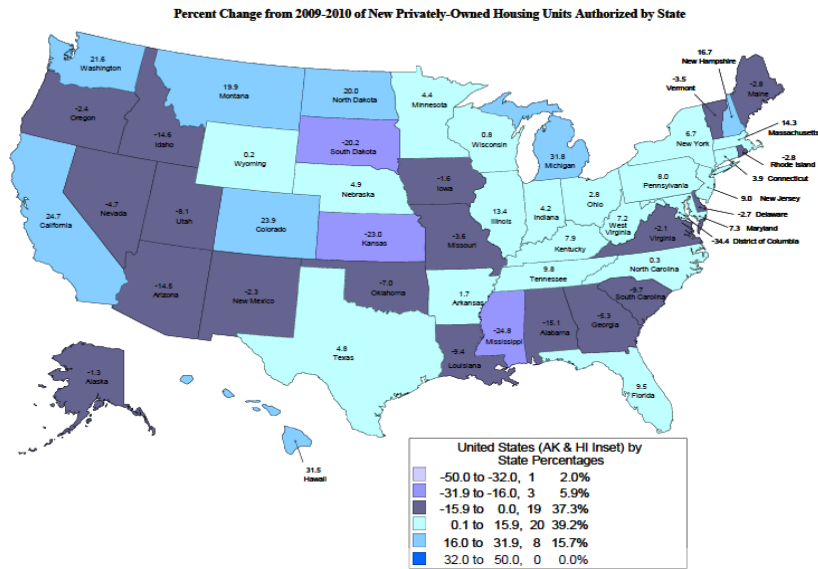 Percent Change from 2009-2010 of New Privately-Owned Housing Units Authorized by State
21.6
Washington
-2.4
Oregon
24.7
California
-4.7
Nevada
-14.6
Idaho
19.9
Montana
0.2
Wyoming
-8.1
Utah
23.9
Colorado
-14.5
Arizona
-2.3
New Mexico
20.0
North Dakota
-20.2
South Dakota
4.9
Nebraska
-23.0
Kansas
-7.0
Oklahoma
4.8
Texas
4.4
Minnesota
-1.6
Iowa
-3.6
Missouri
1.7
Arkansas
-9.4
Louisiana
0.8
Wisconsin
13.4
Illinois
31.8
Michigan
4.2
Indiana
2.8
Ohio
7.9
Kentucky
9.8
Tennessee
-24.8
Mississippi
-15.1
Alabama
-5.3
Georgia
9.5
Florida
-9.7
South Carolina
0.3
North Carolina
-2.1
Virginia
7.2
West
Virginia
8.0
Pennsylvania
6.7
New York
-3.5
Vermont
16.7
New Hampshire
-2.8
Maine
14.3
Massachusetts
-2.8
Rhode Island
3.9 Connecticut
9.0 New Jersey
-2.7 Delaware
7.3 Maryland
-34.4 District of Columbia
-1.3
Alaska
31.5
Hawaii
United States (AK & HI Inset) by
State Percentages
-50.0 to -32.0, 1 2.0%
-31.9 to -16.0, 3 5.9%
-15.9 to 0.0, 19 37.3%
0.1 to 15.9, 20 39.2%
16.0 to 31.9, 8 15.7%
32.0 to 50.0, 0 0.0%